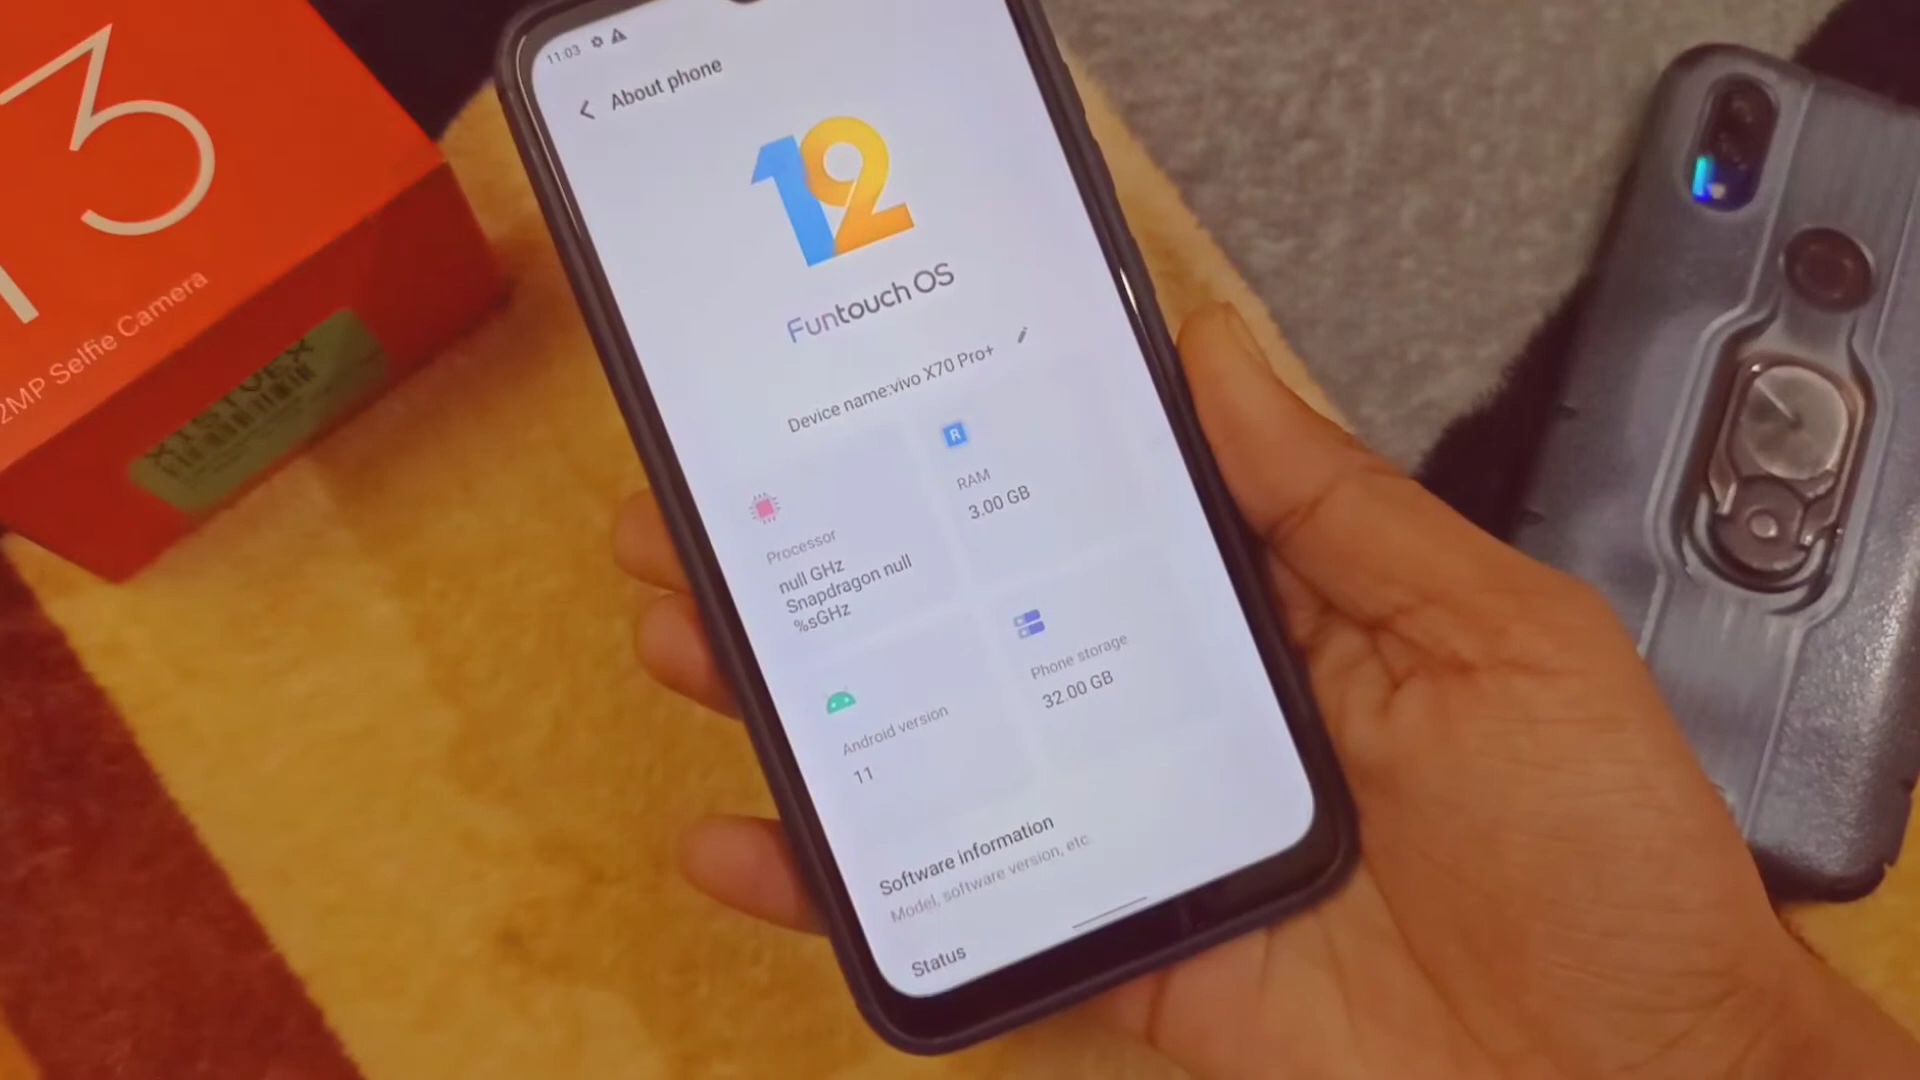 3
2MP Selfie Camera
11:03
About phone
12
Funtouch OS
Device name:vivo X70 Pro+
R
RAM
3.00 GB
Processor
null GHz
Snapdragon null
%sGHz
Phone storage
32.00 GB
Android version
11
Software information
Model, software version, etc.
Status